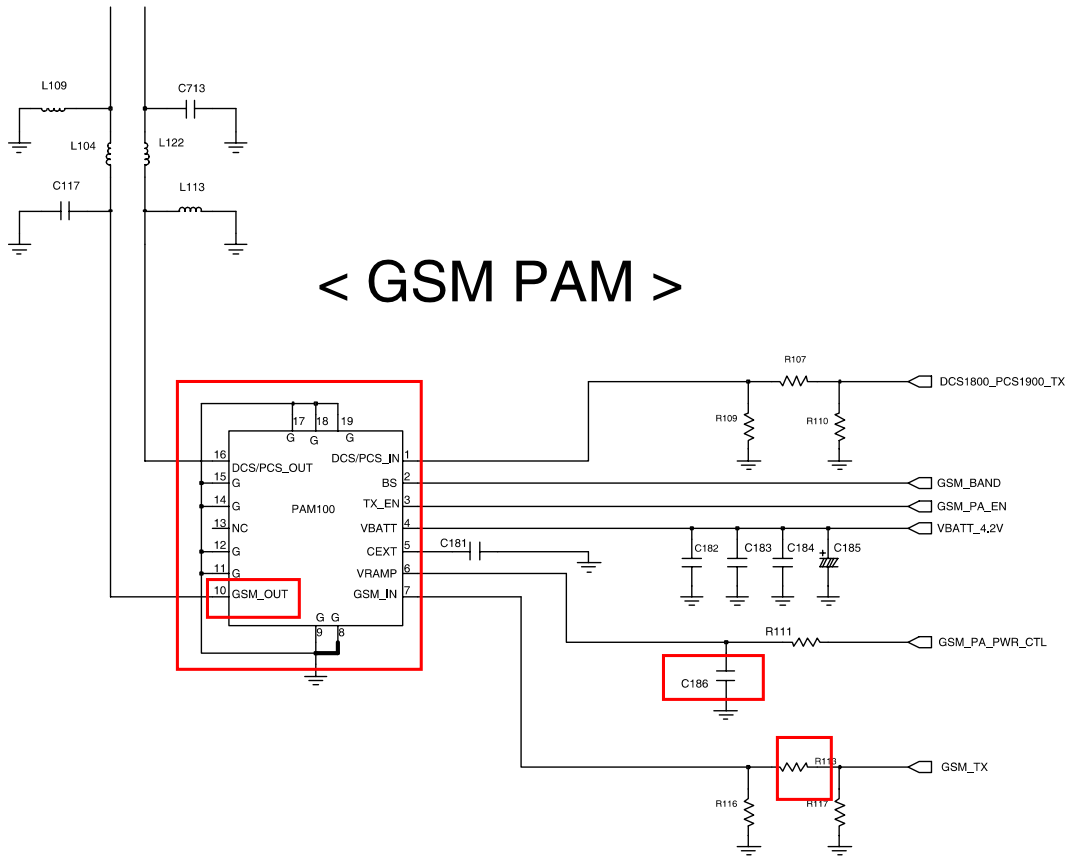 L109
C713
L104
L122
C117
L113
< GSM PAM >
R107
DCS1800_PCS1900_TX
R109
R110
17 18 19
G G G
16 DCS/PCS_OUT
DCS/PCS_IN 1
15 G
BS 2
GSM_BAND
14 G
TX_EN 3
GSM_PA_EN
PAM100
13 NC
VBATT 4
VBATT_4.2V
12 G
CEXT 5
C181
C182
C183
C184
+
C185
11 G
VRAMP 6
10 GSM_OUT
GSM_IN 7
G G
9 8
R111
GSM_PA_PWR_CTL
C186
R113
GSM_TX
R116
R117